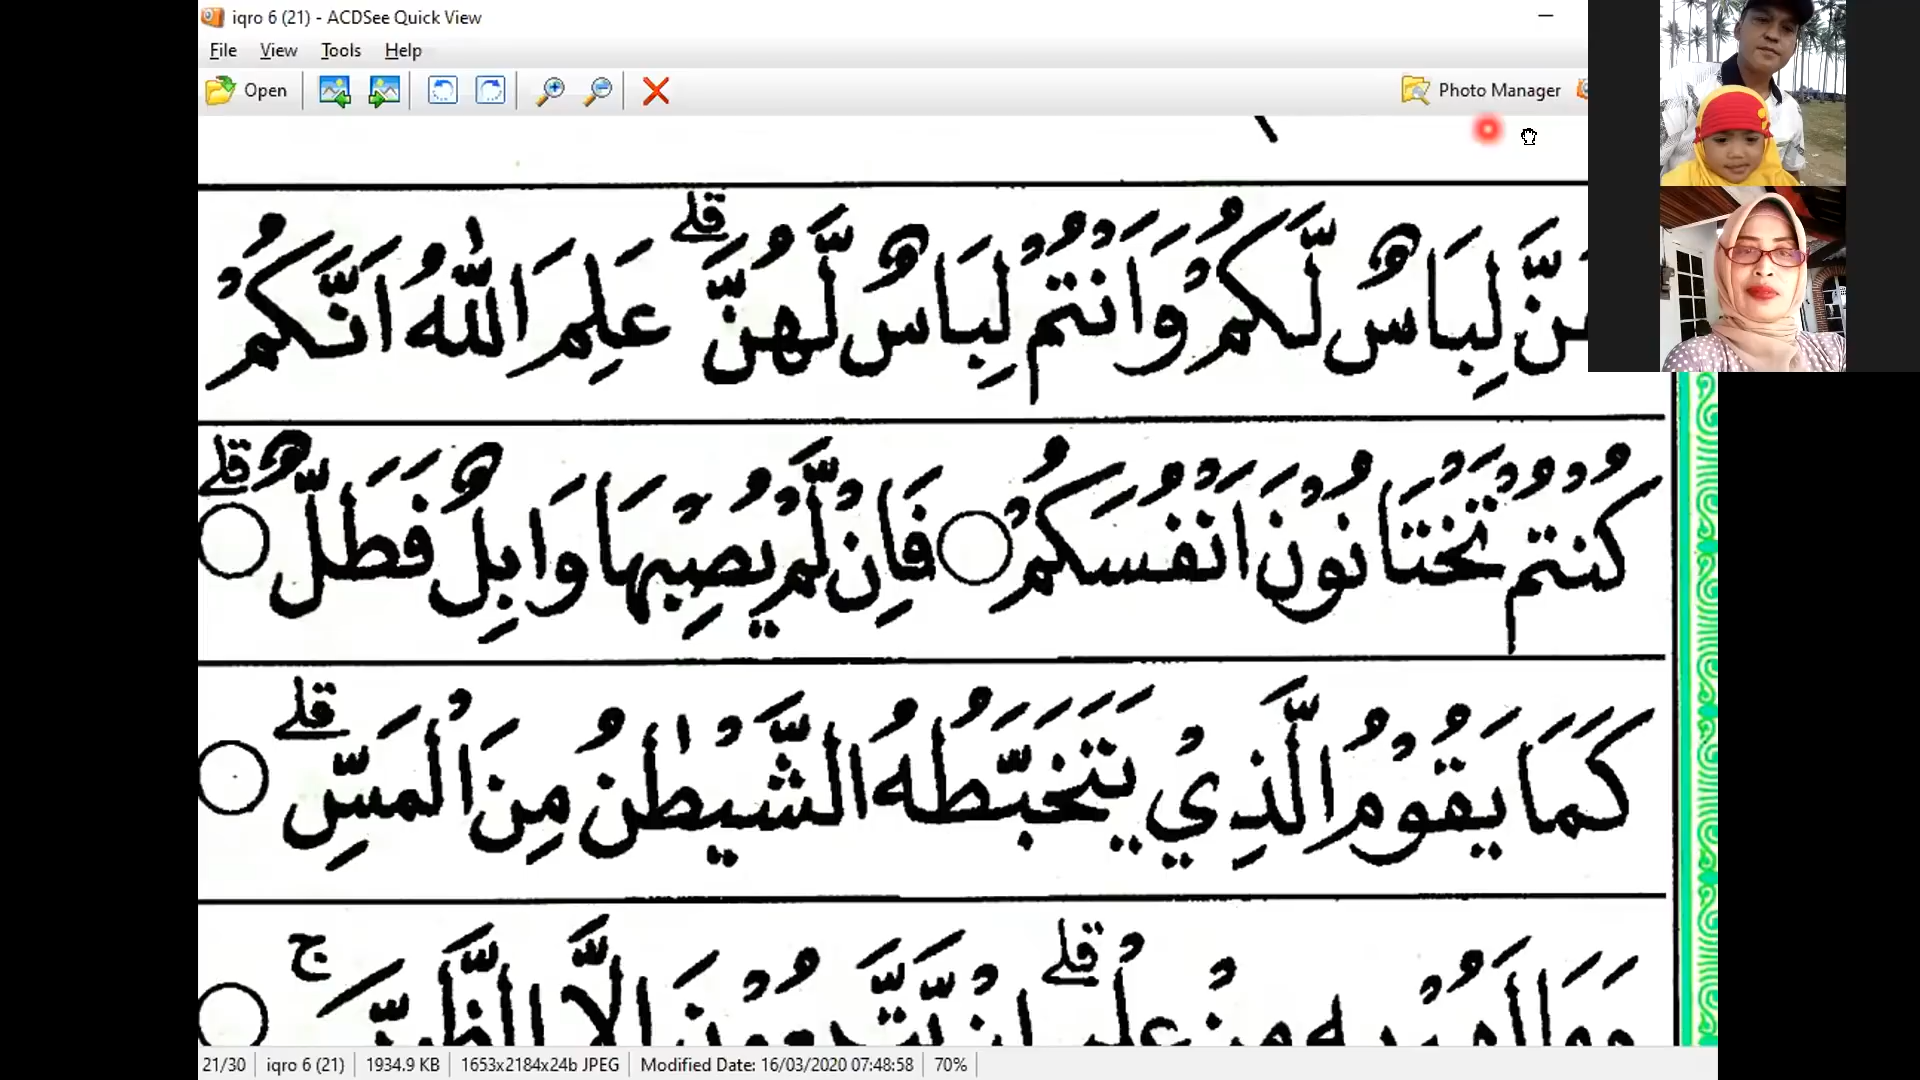 iqro 6 (21) - ACDSee Quick View
File View Tools Help
Open Photo Manager
لِبَاسٌ لَّكُمْ وَاَنْتُمْ لِبَاسٌ لَّهُنَّ ۗ عَلِمَ اللّٰهُ اَنَّكُمْ
كُنْتُمْ تَخْتَانُوْنَ اَنْفُسَكُمْ ○ فَاِنْ لَّمْ يُصِبْهَا وَابِلٌ فَطَلٌّ ۗ ○
كَمَا يَقُوْمُ الَّذِيْ يَتَخَبَّطُهُ الشَّيْطٰنُ مِنَ الْمَسِّ ۗ ○
وَمَا لَهُمْ بِهٖ مِنْ عِلْمٍ ۗ اِنْ يَّتَّبِعُوْنَ اِلَّا الظَّنَّ ۚ ○
21/30 iqro 6 (21) 1934.9 KB 1653x2184x24b JPEG Modified Date: 16/03/2020 07:48:58 70%